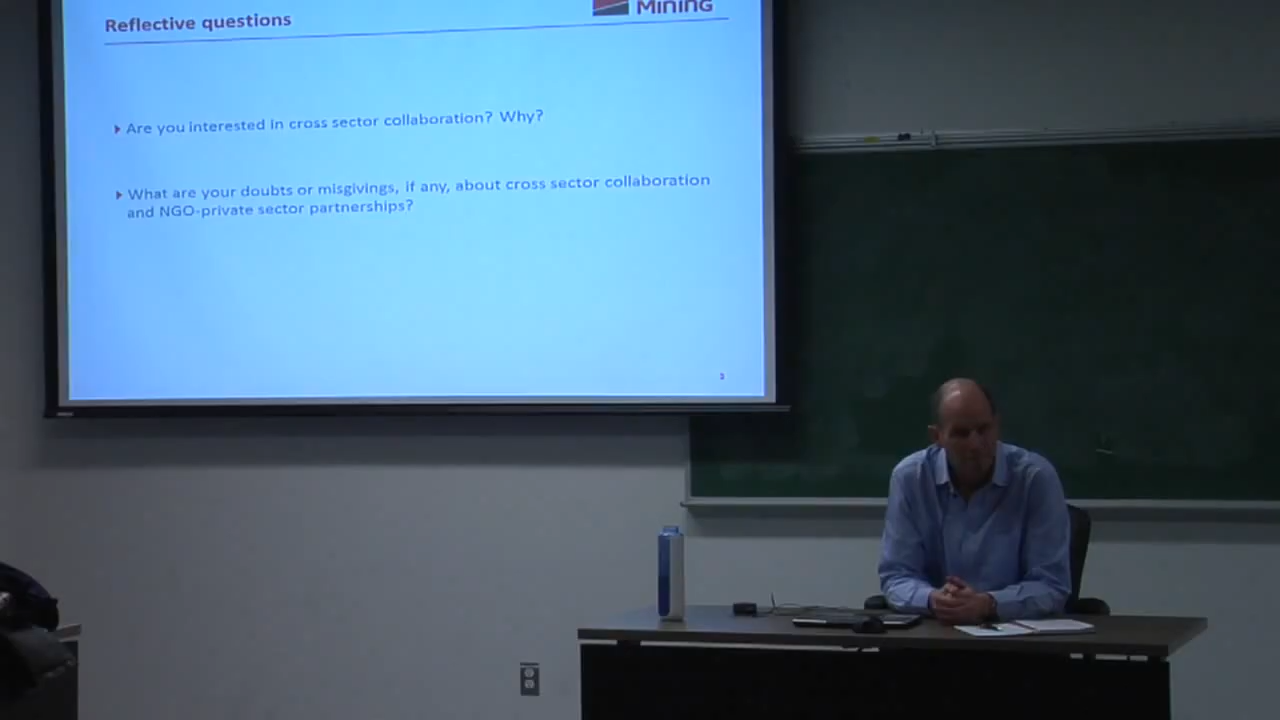 Mining
Reflective questions
Are you interested in cross sector collaboration? Why?
What are your doubts or misgivings, if any, about cross sector collaboration
and NGO-private sector partnerships?